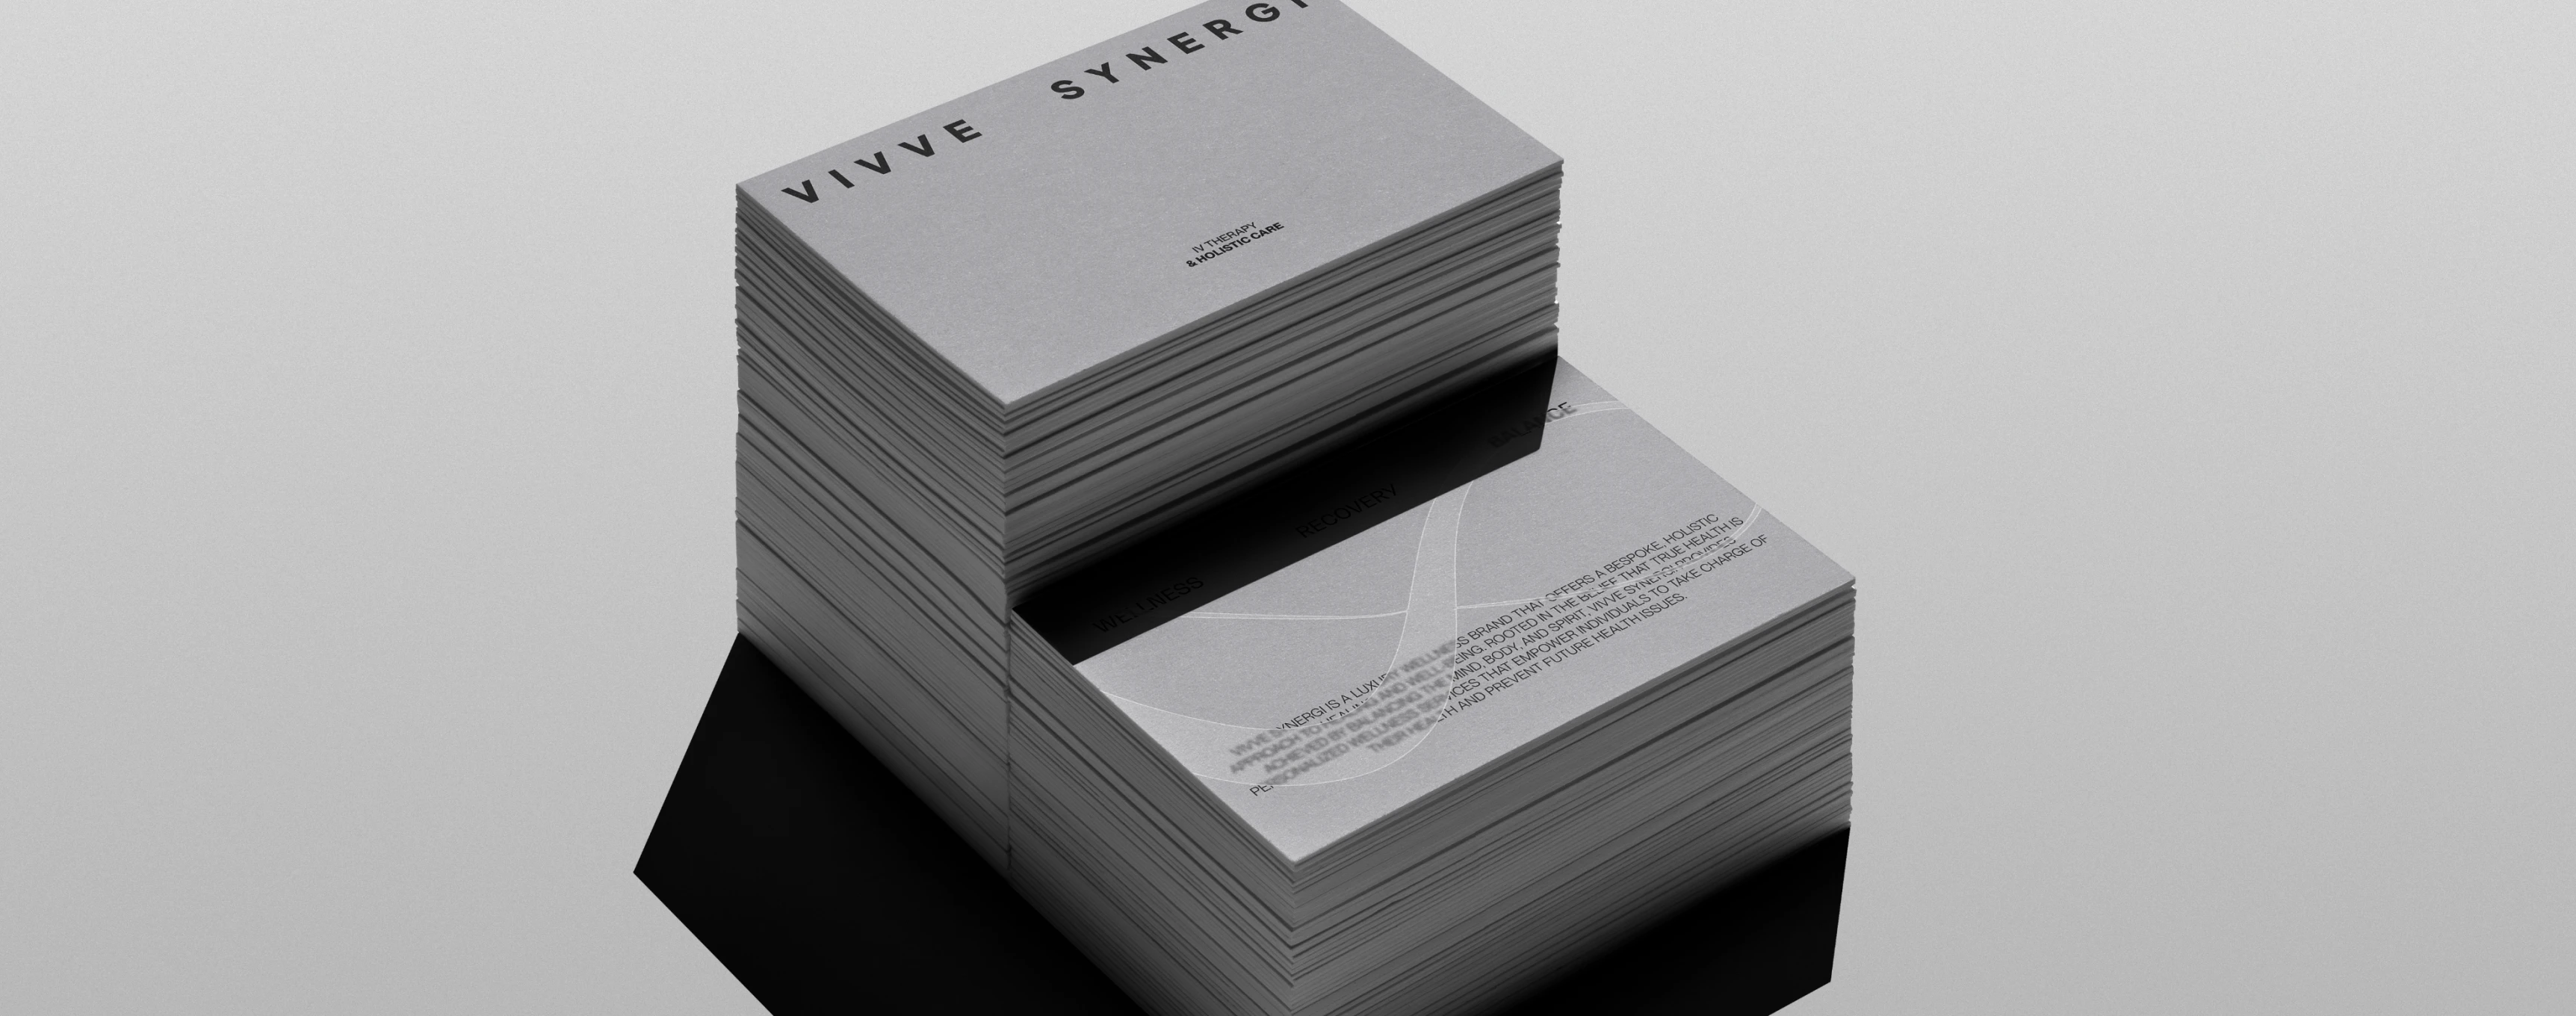 VIVVE SYNERGI
IV THERAPY
& HOLISTIC CARE
WELLNESS RECOVERY BALANCE
VIVVE SYNERGI IS A LUXURY WELLNESS BRAND THAT OFFERS A BESPOKE, HOLISTIC
APPROACH TO HEALING AND WELL-BEING. ROOTED IN THE BELIEF THAT TRUE HEALTH IS
ACHIEVED BY BALANCING THE MIND, BODY, AND SPIRIT, VIVVE SYNERGI PROVIDES
PERSONALIZED WELLNESS SERVICES THAT EMPOWER INDIVIDUALS TO TAKE CHARGE OF
THEIR HEALTH AND PREVENT FUTURE HEALTH ISSUES.